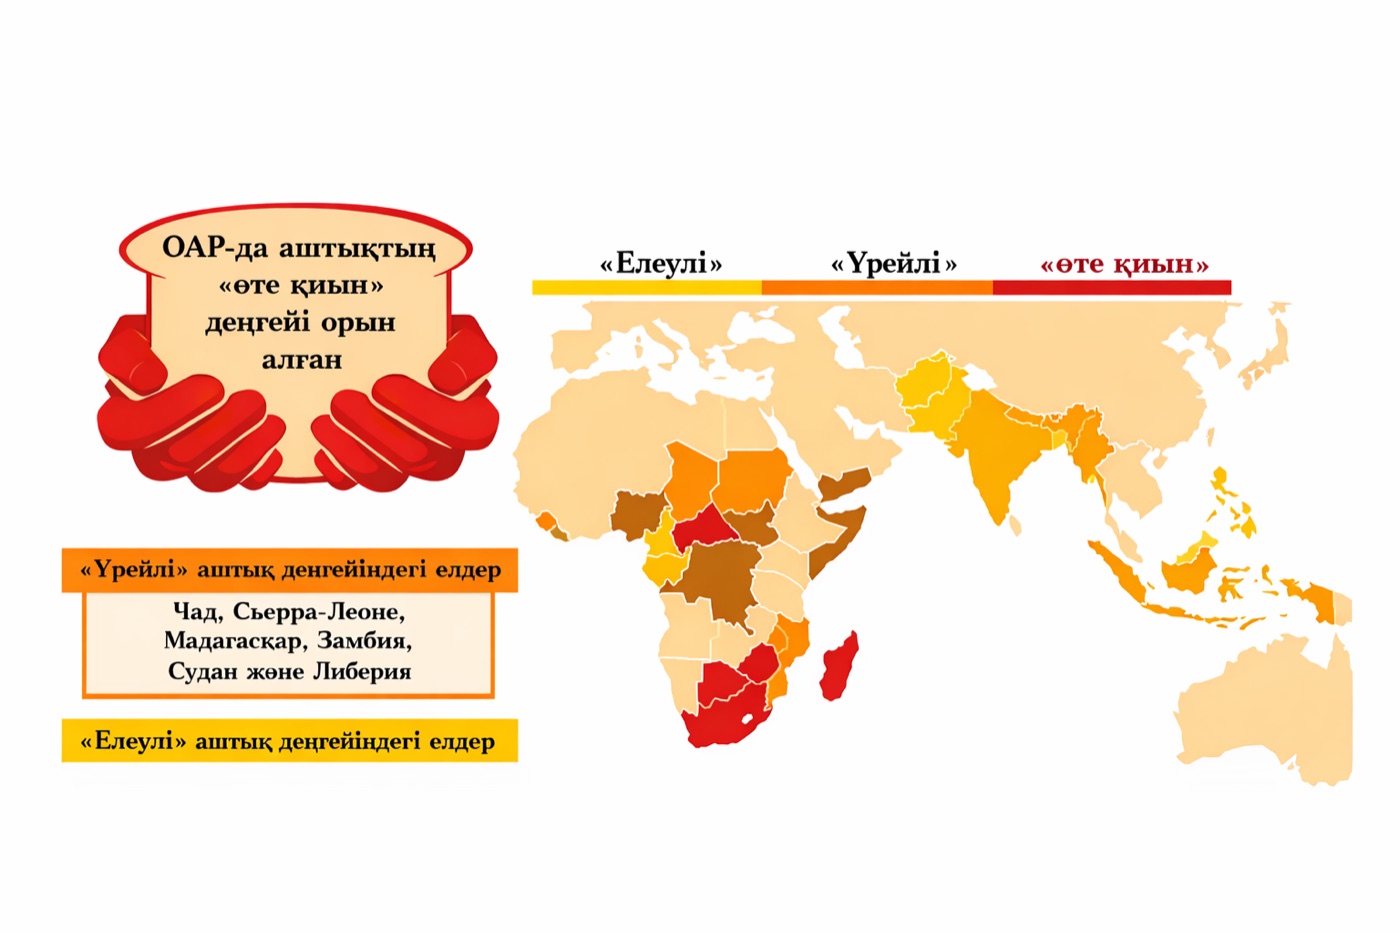 ОАР-да аштықтың
«өте қиын»
деңгейі орын
алған
«Елеулі» «Үрейлі» «өте қиын»
«Үрейлі» аштық денгейіндегі елдер
Чад, Сьерра-Леоне,
Мадагасқар, Замбия,
Судан және Либерия
«Елеулі» аштық деңгейіндегі елдер